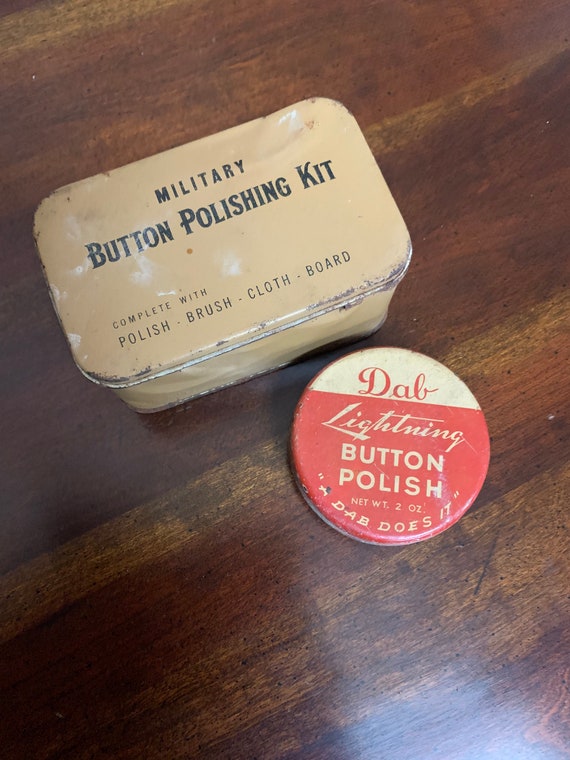 MILITARY
BUTTON POLISHING KIT
COMPLETE WITH
POLISH - BRUSH - CLOTH - BOARD
Dab
Lightning
BUTTON
POLISH
NET WT. 2 OZ.
"A DAB DOES IT"